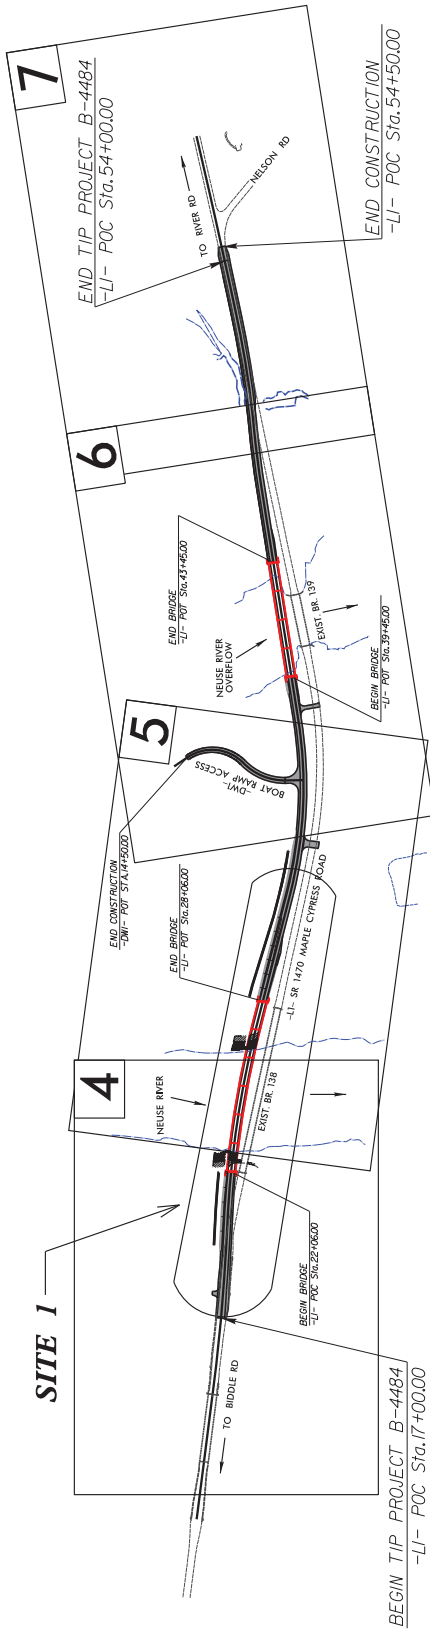 SITE 1
4
5
6
7
BEGIN TIP PROJECT B-4484
-L1- POC Sta.17+00.00
TO BIDDLE RD
BEGIN BRIDGE
-L1- POC Sta.22+06.00
NEUSE RIVER
EXIST. BR. 138
END BRIDGE
-L1- POT Sta.28+06.00
-L1- SR 1470 MAPLE CYPRESS ROAD
END CONSTRUCTION
-DW1- POT STA.14+50.00
-DW1-
BOAT RAMP ACCESS
NEUSE RIVER
OVERFLOW
BEGIN BRIDGE
-L1- POT Sta.39+45.00
EXIST. BR. 139
END BRIDGE
-L1- POT Sta.43+45.00
END TIP PROJECT B-4484
-L1- POC Sta.54+00.00
TO RIVER RD
NELSON RD
END CONSTRUCTION
-L1- POC Sta.54+50.00